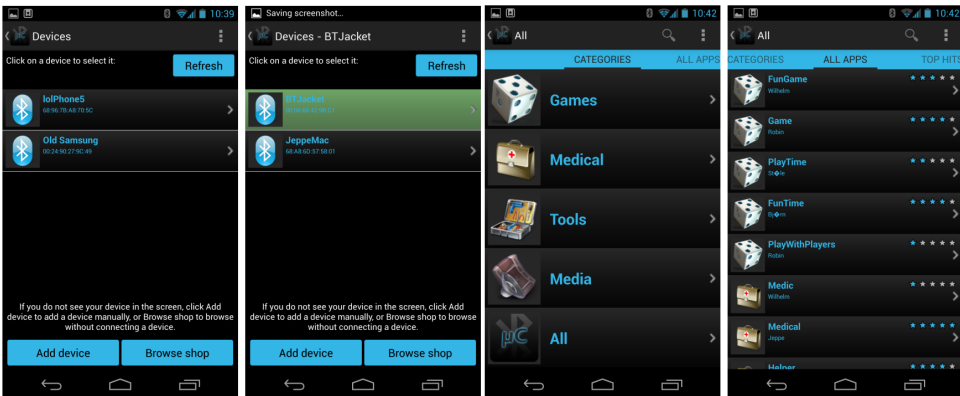 10:39
Devices
Click on a device to select it:
Refresh
lolPhone5
68:96:7B:A8:70:5C
Old Samsung
00:24:90:27:9C:49
If you do not see your device in the screen, click Add
device to add a device manually, or Browse shop to browse
without connecting a device.
Add device
Browse shop
Saving screenshot...
Devices - BTJacket
Click on a device to select it:
Refresh
BTJacket
JeppeMac
68:A8:6D:57:5B:01
If you do not see your device in the screen, click Add
device to add a device manually, or Browse shop to browse
without connecting a device.
Add device
Browse shop
10:42
All
CATEGORIES
ALL APPS
Games
Medical
Tools
Media
µC
All
10:42
All
CATEGORIES
ALL APPS
TOP HITS
FunGame
Wilhelm
Game
Robin
PlayTime
St�le
FunTime
Bj�rn
PlayWithPlayers
Robin
Medic
Wilhelm
Medical
Jeppe
Helper